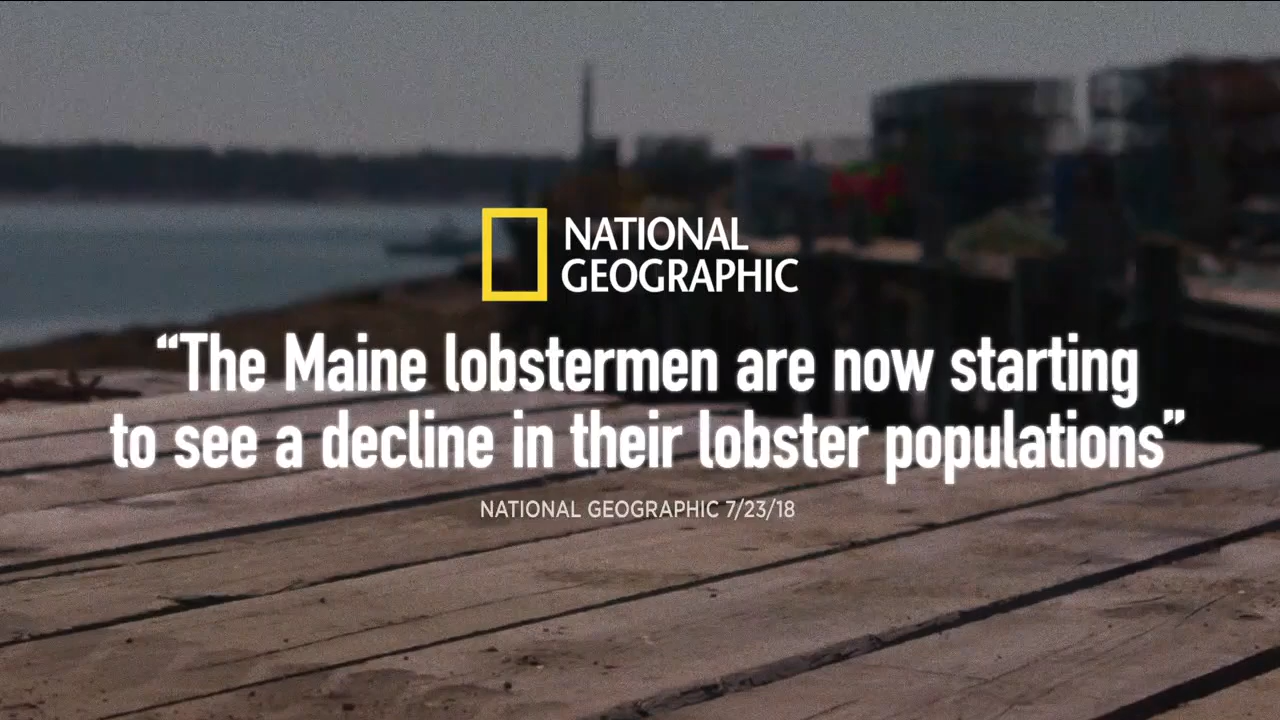 NATIONAL
GEOGRAPHIC
“The Maine lobstermen are now starting
to see a decline in their lobster populations”
NATIONAL GEOGRAPHIC 7/23/18